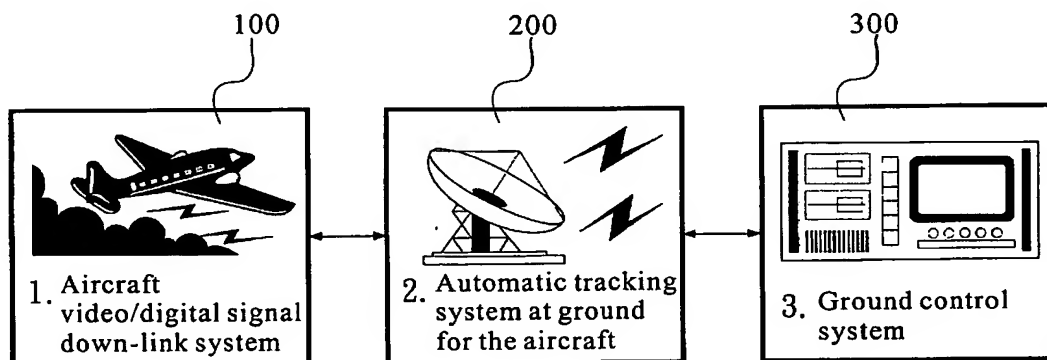 100
200
300
1. Aircraft
video/digital signal
down-link system
2. Automatic tracking
system at ground
for the aircraft
3. Ground control
system